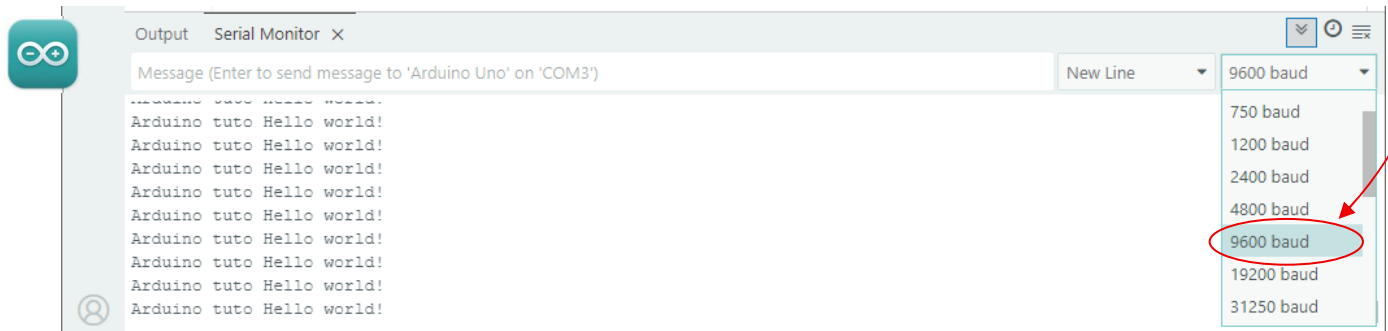 Output Serial Monitor
Message (Enter to send message to 'Arduino Uno' on 'COM3') New Line 9600 baud
Arduino tuto Hello world!
Arduino tuto Hello world!
Arduino tuto Hello world!
Arduino tuto Hello world!
Arduino tuto Hello world!
Arduino tuto Hello world!
Arduino tuto Hello world!
Arduino tuto Hello world!
Arduino tuto Hello world!
750 baud
1200 baud
2400 baud
4800 baud
9600 baud
19200 baud
31250 baud